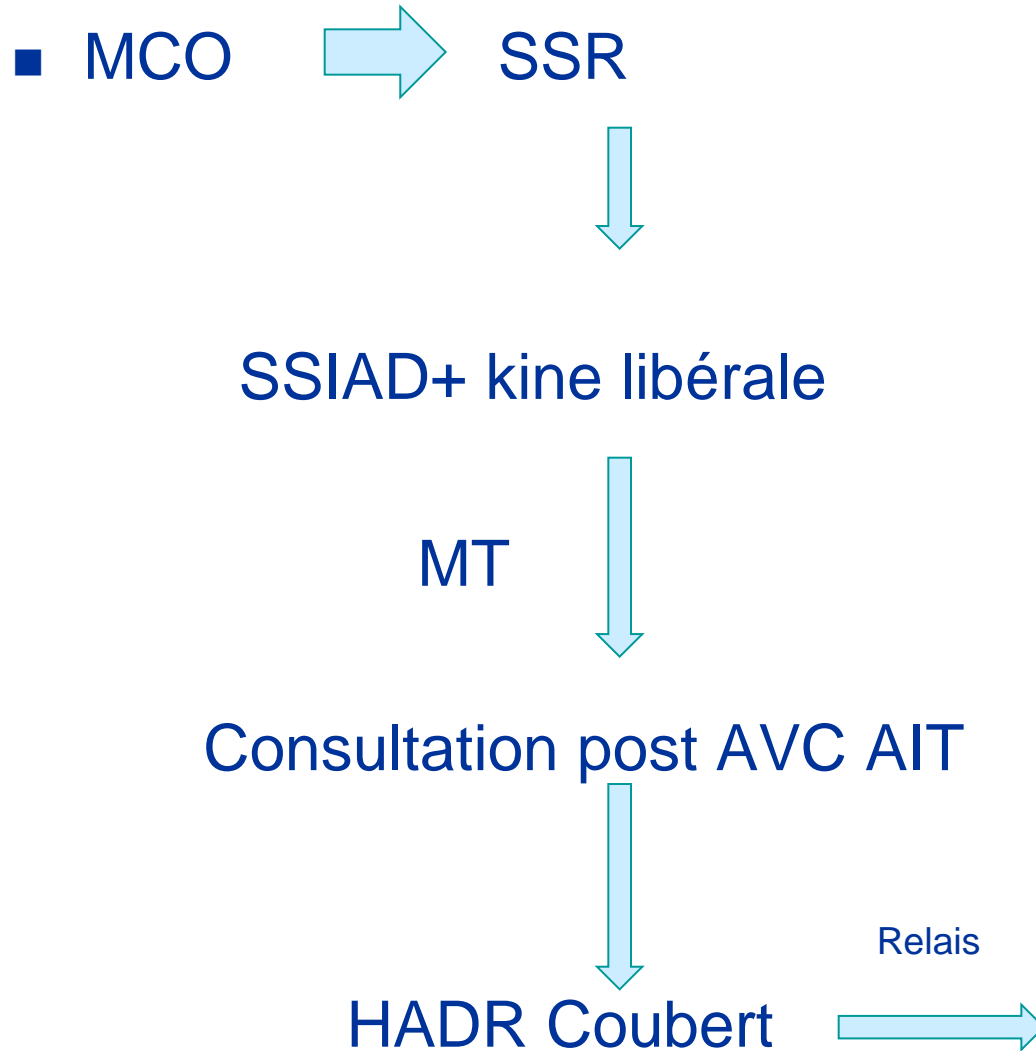 ■ MCO SSR
SSIAD+ kine libérale
MT
Consultation post AVC AIT
Relais
HADR Coubert